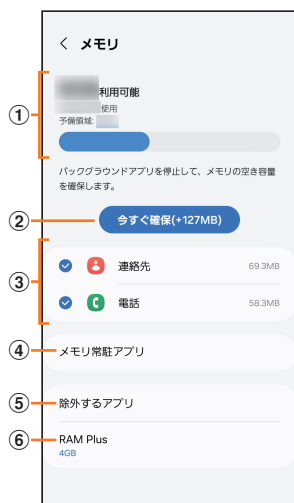 メモリ
①
利用可能
使用
予備領域:
バックグラウンドアプリを停止して、メモリの空き容量
を確保します。
② 今すぐ確保(+127MB)
③
連絡先 69.3MB
電話 58.3MB
④ メモリ常駐アプリ
⑤ 除外するアプリ
⑥ RAM Plus
4GB